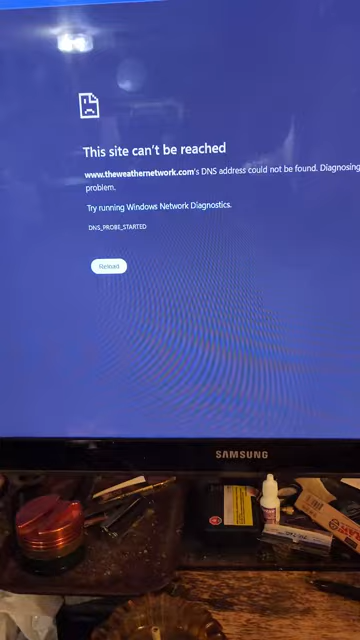 This site can't be reached
www.theweathernetwork.com's DNS address could not be found. Diagnosing
problem.
Try running Windows Network Diagnostics.
DNS_PROBE_STARTED
Reload
SAMSUNG